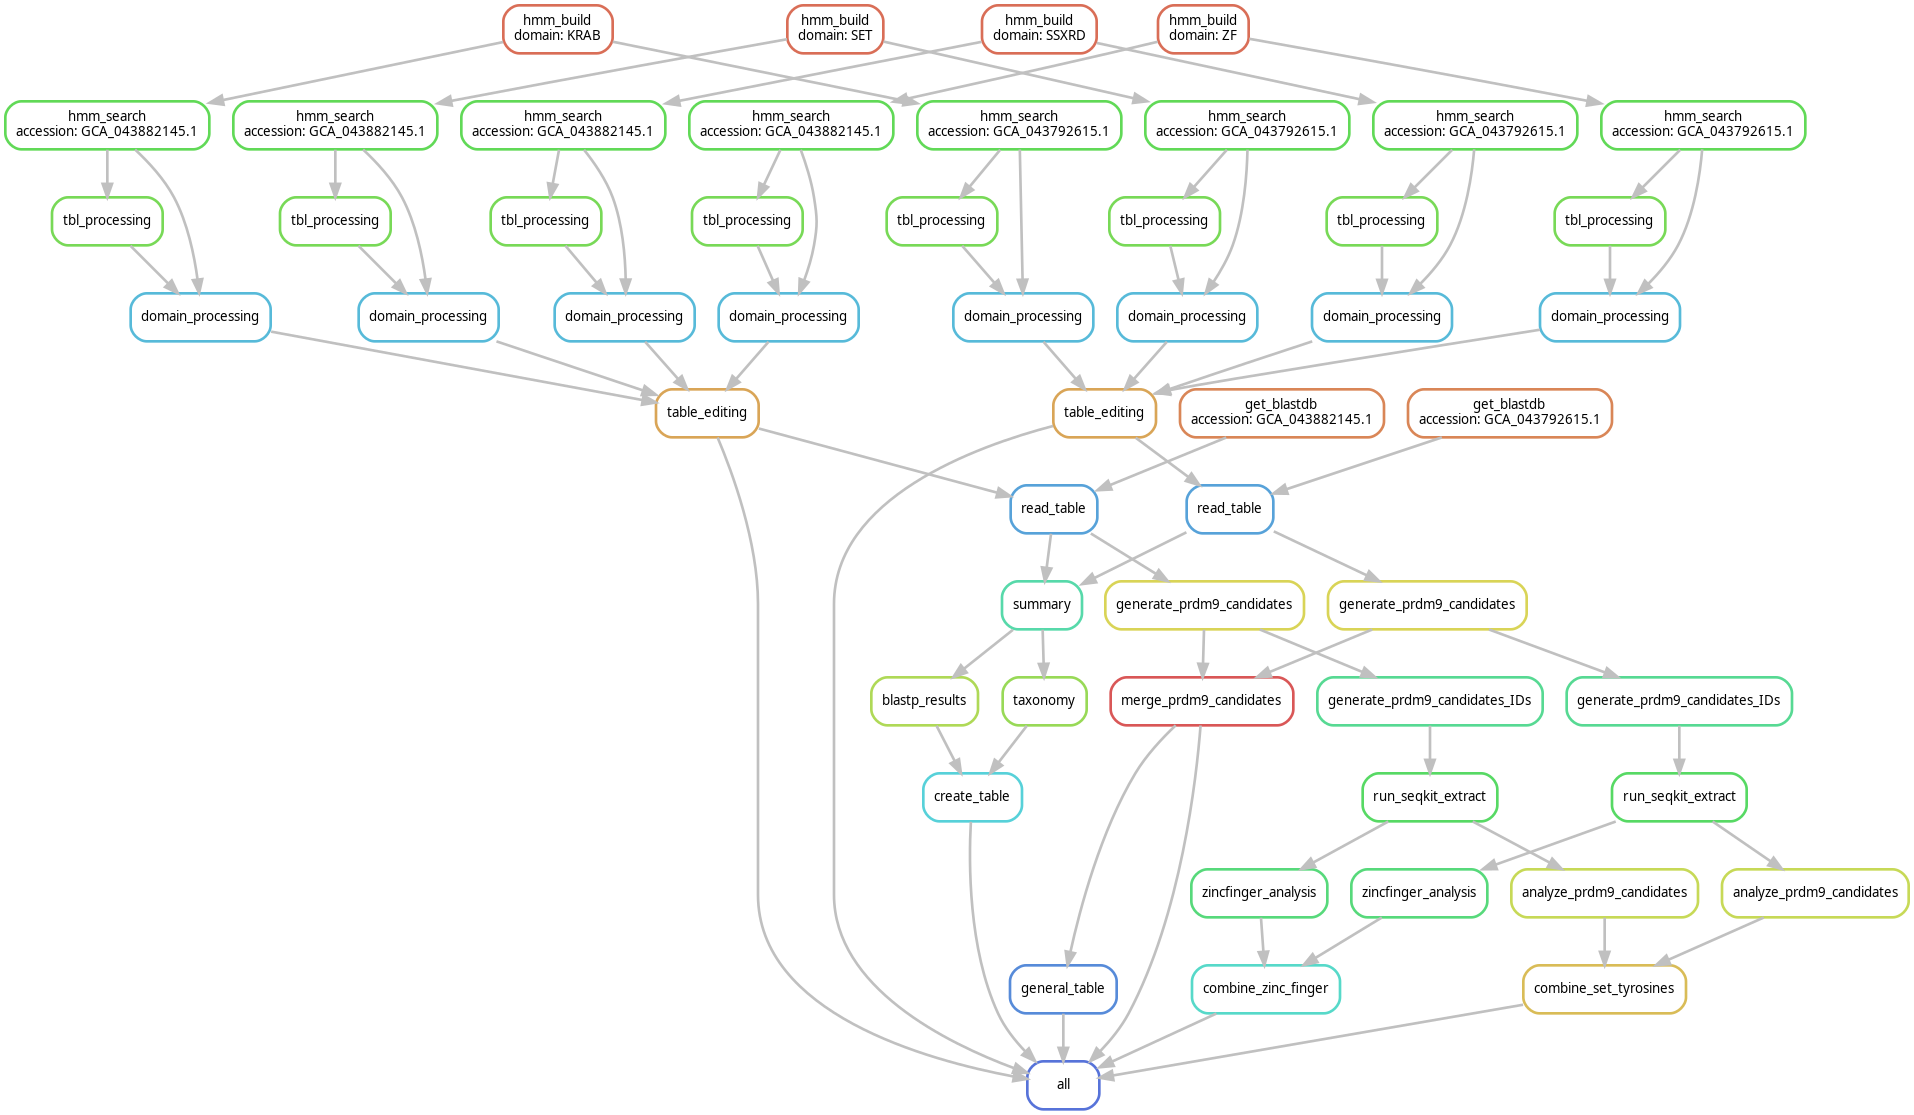 hmm_build
domain: KRAB
hmm_build
domain: SET
hmm_build
domain: SSXRD
hmm_build
domain: ZF
hmm_search
accession: GCA_043882145.1
hmm_search
accession: GCA_043882145.1
hmm_search
accession: GCA_043882145.1
hmm_search
accession: GCA_043882145.1
hmm_search
accession: GCA_043792615.1
hmm_search
accession: GCA_043792615.1
hmm_search
accession: GCA_043792615.1
hmm_search
accession: GCA_043792615.1
tbl_processing
tbl_processing
tbl_processing
tbl_processing
tbl_processing
tbl_processing
tbl_processing
tbl_processing
domain_processing
domain_processing
domain_processing
domain_processing
domain_processing
domain_processing
domain_processing
domain_processing
table_editing
table_editing
get_blastdb
accession: GCA_043882145.1
get_blastdb
accession: GCA_043792615.1
read_table
read_table
summary
generate_prdm9_candidates
generate_prdm9_candidates
blastp_results
taxonomy
merge_prdm9_candidates
generate_prdm9_candidates_IDs
generate_prdm9_candidates_IDs
create_table
run_seqkit_extract
run_seqkit_extract
zincfinger_analysis
zincfinger_analysis
analyze_prdm9_candidates
analyze_prdm9_candidates
general_table
combine_zinc_finger
combine_set_tyrosines
all